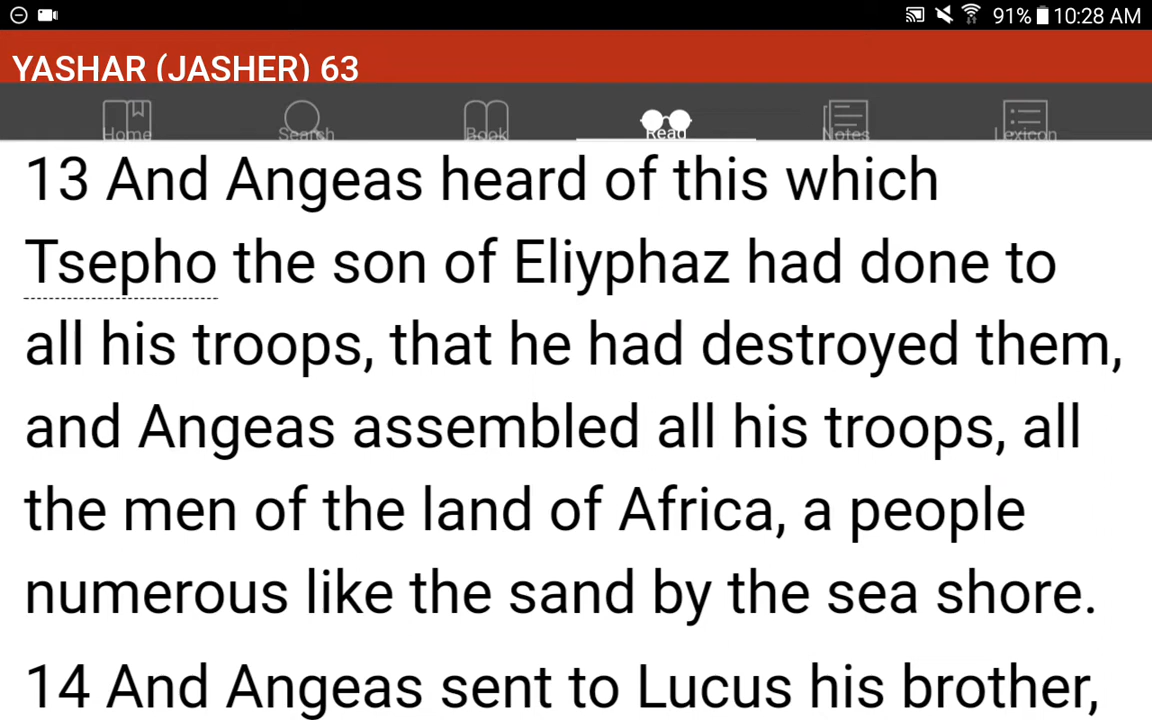 91% 10:28 AM
YASHAR (JASHER) 63
Home Search Book Read Notes Lexicon
13 And Angeas heard of this which
Tsepho the son of Eliyphaz had done to
all his troops, that he had destroyed them,
and Angeas assembled all his troops, all
the men of the land of Africa, a people
numerous like the sand by the sea shore.
14 And Angeas sent to Lucus his brother,